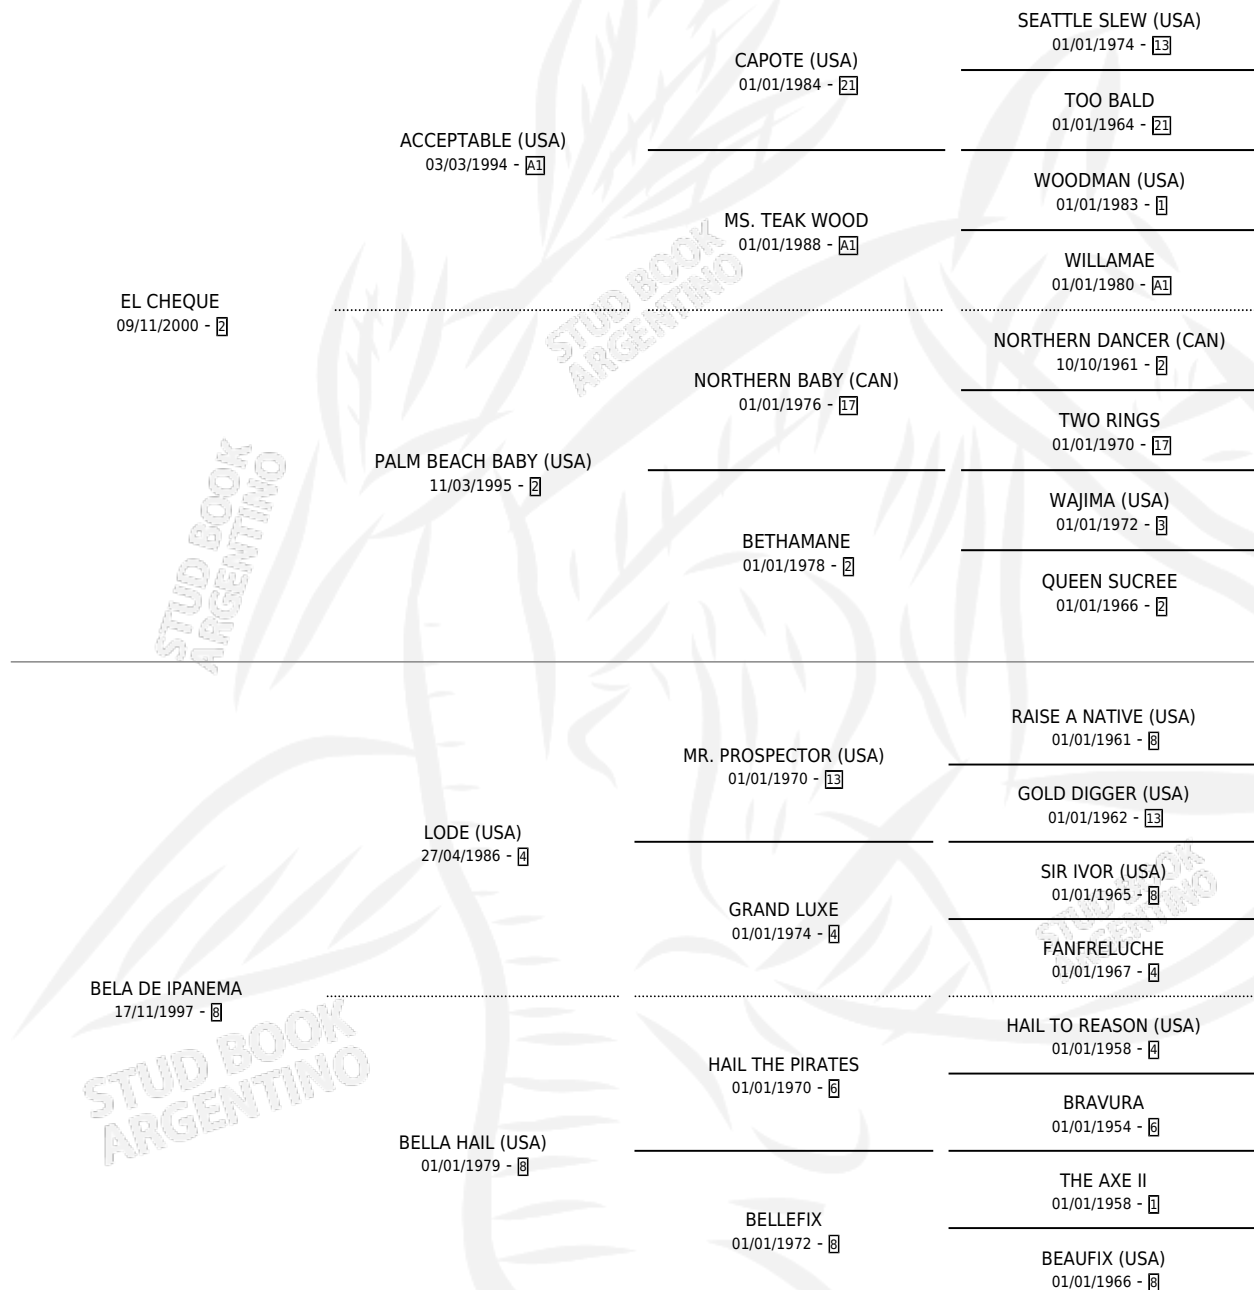 SEATTLE SLEW (USA)
01/01/1974 - 13
CAPOTE (USA)
01/01/1984 - 21
TOO BALD
01/01/1964 - 21
ACCEPTABLE (USA)
03/03/1994 - A1
WOODMAN (USA)
01/01/1983 - 1
MS. TEAK WOOD
01/01/1988 - A1
WILLAMAE
01/01/1980 - A1
EL CHEQUE
09/11/2000 - 2
NORTHERN DANCER (CAN)
10/10/1961 - 2
NORTHERN BABY (CAN)
01/01/1976 - 17
TWO RINGS
01/01/1970 - 17
PALM BEACH BABY (USA)
11/03/1995 - 2
WAJIMA (USA)
01/01/1972 - 3
BETHAMANE
01/01/1978 - 2
QUEEN SUCREE
01/01/1966 - 2
RAISE A NATIVE (USA)
01/01/1961 - 8
MR. PROSPECTOR (USA)
01/01/1970 - 13
GOLD DIGGER (USA)
01/01/1962 - 13
LODE (USA)
27/04/1986 - 4
SIR IVOR (USA)
01/01/1965 - 8
GRAND LUXE
01/01/1974 - 4
FANFRELUCHE
01/01/1967 - 4
BELA DE IPANEMA
17/11/1997 - 8
HAIL TO REASON (USA)
01/01/1958 - 4
HAIL THE PIRATES
01/01/1970 - 6
BRAVURA
01/01/1954 - 6
BELLA HAIL (USA)
01/01/1979 - 8
THE AXE II
01/01/1958 - 1
BELLEFIX
01/01/1972 - 8
BEAUFIX (USA)
01/01/1966 - 8
STUD BOOK
ARGENTINO
STUD BOOK
ARGENTINO
STUD BOOK
ARGENTINO
STUD BOOK
ARGENTINO